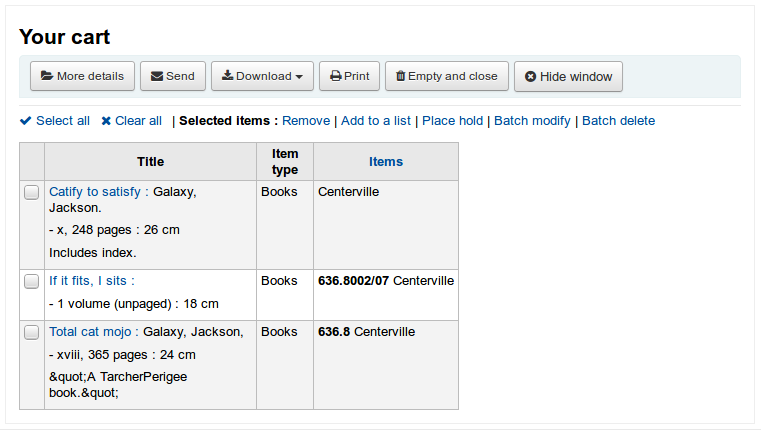 Your cart
More details Send Download Print Empty and close Hide window
Select all Clear all | Selected items : Remove | Add to a list | Place hold | Batch modify | Batch delete
Title Item type Items
Catify to satisfy : Galaxy, Jackson. Books Centerville
- x, 248 pages : 26 cm
Includes index.
If it fits, I sits : Books 636.8002/07 Centerville
- 1 volume (unpaged) : 18 cm
Total cat mojo : Galaxy, Jackson, Books 636.8 Centerville
- xviii, 365 pages : 24 cm
&quot;A TarcherPerigee
book.&quot;